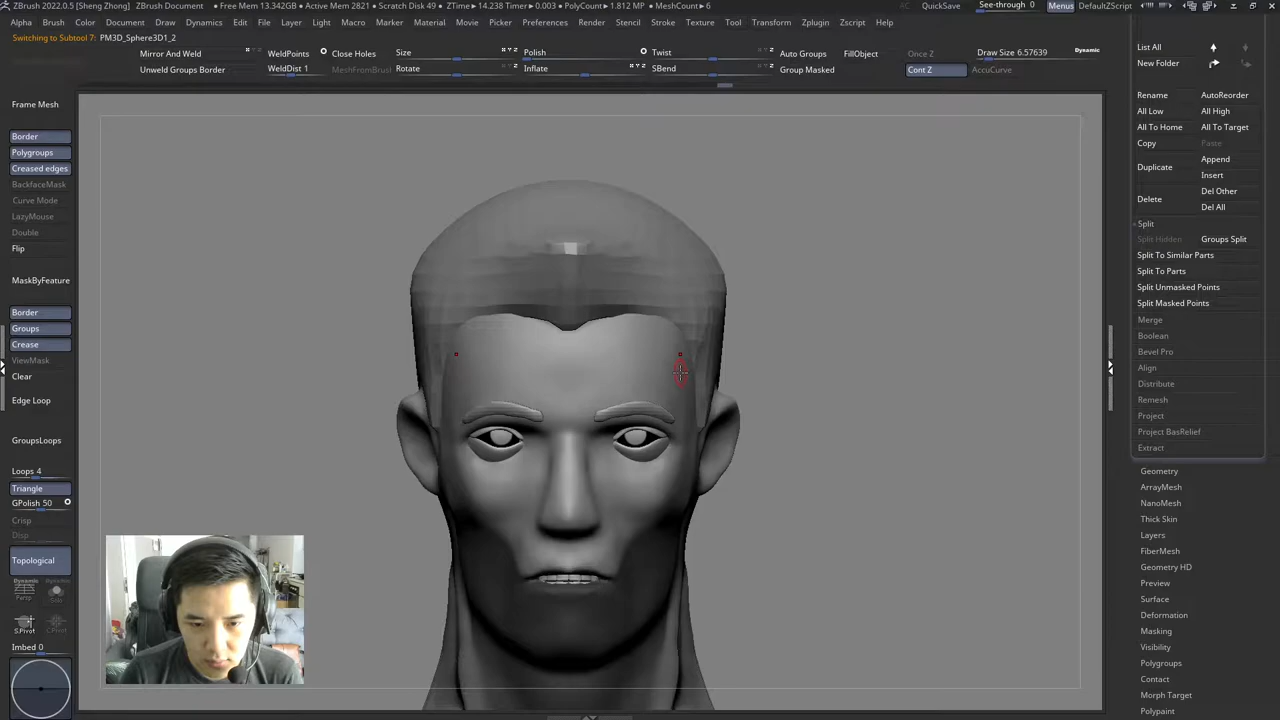 ZBrush 2022.0.5 [Sheng Zhong] ZBrush Document • Free Mem 13.342GB • Active Mem 2821 • Scratch Disk 49 • ZTime▸14.238 Timer▸0.003 • PolyCount▸1.812 MP • MeshCount▸6 QuickSave See-through 0 Menus DefaultZScript
Alpha Brush Color Document Draw Dynamics Edit File Layer Light Macro Marker Material Movie Picker Preferences Render Stencil Stroke Texture Tool Transform Zplugin Zscript Help
Switching to Subtool 7: PM3D_Sphere3D1_2
Mirror And Weld WeldPoints Close Holes Size Polish Twist Auto Groups FillObject Once Z Draw Size 6.57639 Dynamic
Unweld Groups Border WeldDist 1 MeshFromBrush Rotate Inflate SBend Group Masked Cont Z AccuCurve
Frame Mesh
Border
Polygroups
Creased edges
BackfaceMask
Curve Mode
LazyMouse
Double
Flip
MaskByFeature
Border
Groups
Crease
ViewMask
Clear
Edge Loop
GroupsLoops
Loops 4
Triangle
GPolish 50
Crisp
Disp
Topological
Dynamic
Persp
Dynamic
Solo
S.Pivot C.Pivot
Imbed 0
List All
New Folder
Rename AutoReorder
All Low All High
All To Home All To Target
Copy Paste
Duplicate Append
Insert
Delete Del Other
Del All
Split
Split Hidden Groups Split
Split To Similar Parts
Split To Parts
Split Unmasked Points
Split Masked Points
Merge
Boolean
Bevel Pro
Align
Distribute
Remesh
Project
Project BasRelief
Extract
Geometry
ArrayMesh
NanoMesh
Thick Skin
Layers
FiberMesh
Geometry HD
Preview
Surface
Deformation
Masking
Visibility
Polygroups
Contact
Morph Target
Polypaint